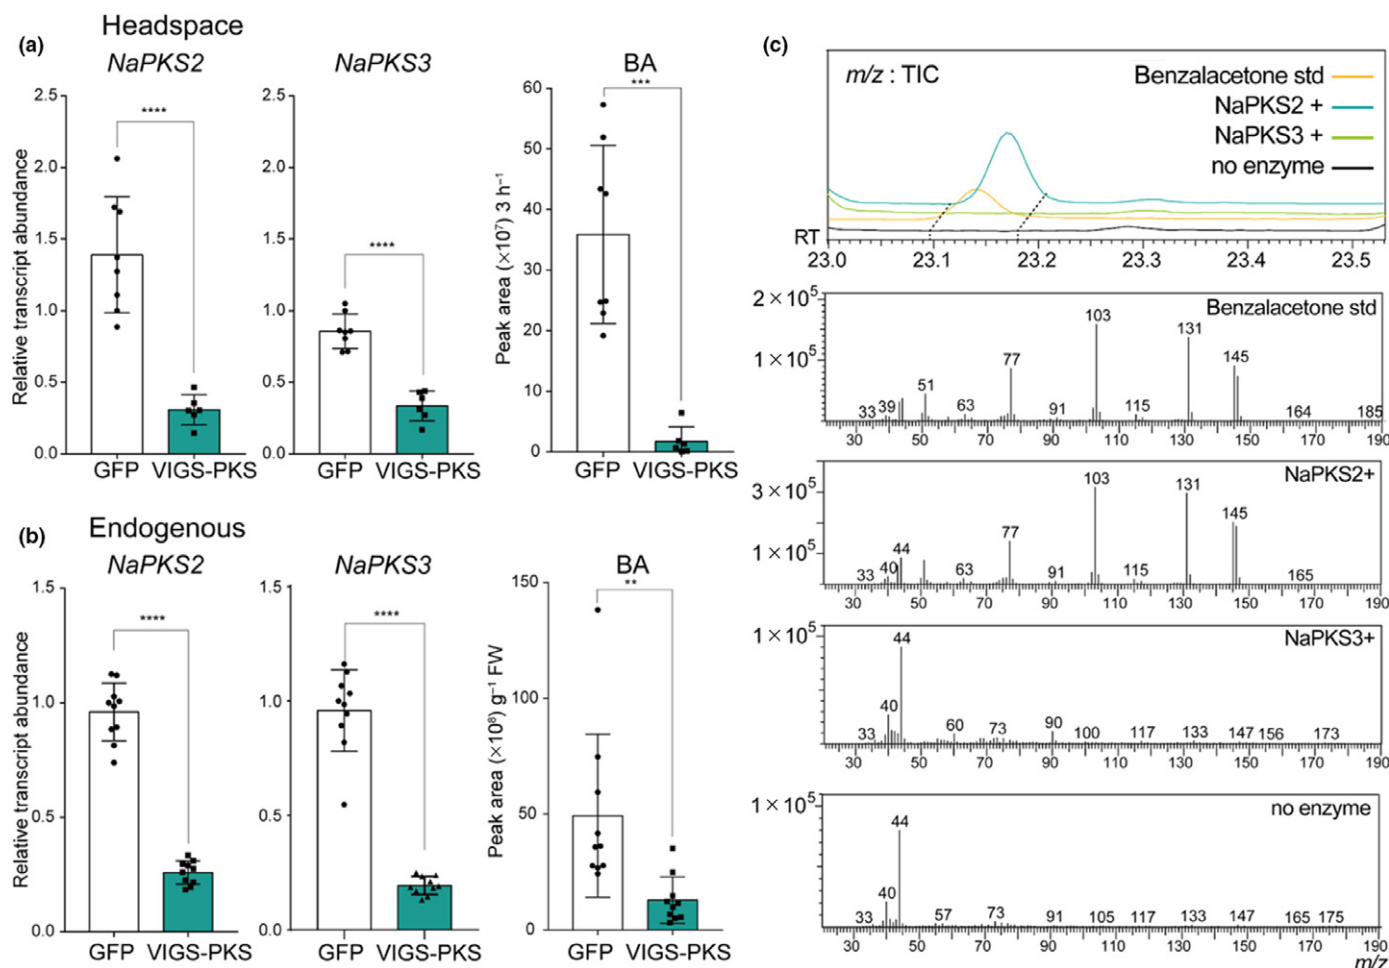 (a) Headspace
NaPKS2
NaPKS3
BA
Relative transcript abundance
2.5
2.0
1.5
1.0
0.5
0.0
****
GFP VIGS-PKS
2.5
2.0
1.5
1.0
0.5
0.0
****
GFP VIGS-PKS
Peak area (×10⁷) 3 h⁻¹
60
50
40
30
20
10
0
***
GFP VIGS-PKS
(b) Endogenous
NaPKS2
NaPKS3
BA
Relative transcript abundance
1.5
1.0
0.5
0.0
****
GFP VIGS-PKS
1.5
1.0
0.5
0.0
****
GFP VIGS-PKS
Peak area (×10⁸) g⁻¹ FW
150
100
50
0
**
GFP VIGS-PKS
(c)
m/z : TIC
Benzalacetone std
NaPKS2 +
NaPKS3 +
no enzyme
RT
23.0 23.1 23.2 23.3 23.4 23.5
Benzalacetone std
2×10⁵
1×10⁵
33 39 51 63 77 91 103 115 131 145 164 185
30 50 70 90 110 130 150 170 190
NaPKS2+
3×10⁵
1×10⁵
33 40 44 63 77 91 103 115 131 145 165
30 50 70 90 110 130 150 170 190
NaPKS3+
1×10⁵
33 40 44 60 73 90 100 117 133 147 156 173
30 50 70 90 110 130 150 170 190
no enzyme
1×10⁵
33 40 44 57 73 91 105 117 133 147 165 175
30 50 70 90 110 130 150 170 190
m/z